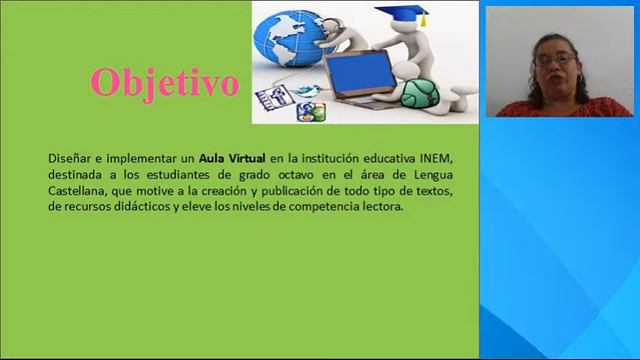 Objetivo
Diseñar e implementar un Aula Virtual en la institución educativa INEM,
destinada a los estudiantes de grado octavo en el área de Lengua
Castellana, que motive a la creación y publicación de todo tipo de textos,
de recursos didácticos y eleve los niveles de competencia lectora.